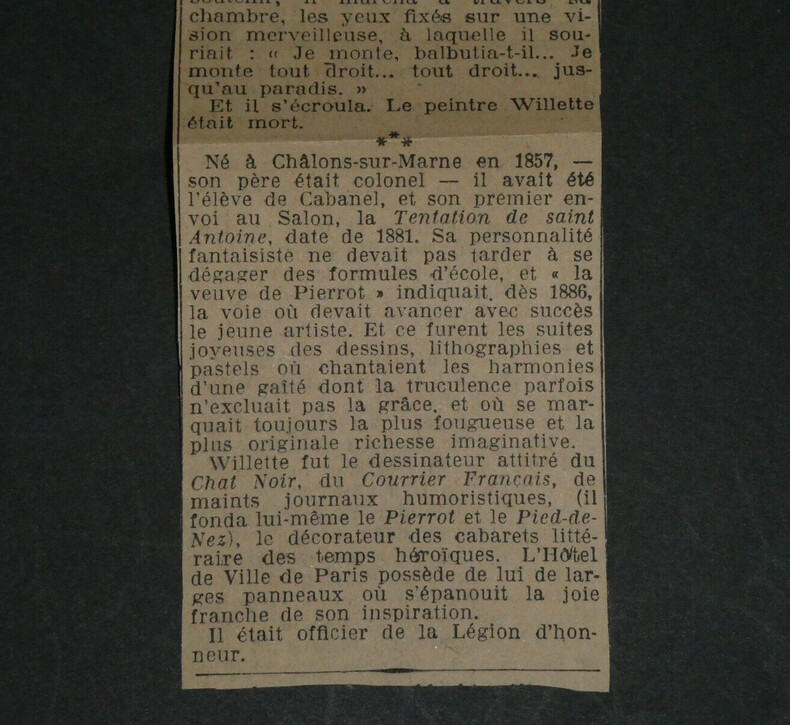 soutenir, il marcha à travers sa
chambre, les yeux fixés sur une vi-
sion merveilleuse, à laquelle il sou-
riait : « Je monte, balbutia-t-il... Je
monte tout droit... tout droit... jus-
qu'au paradis. »
Et il s'écroula. Le peintre Willette
était mort.
***
Né à Châlons-sur-Marne en 1857, —
son père était colonel — il avait été
l'élève de Cabanel, et son premier en-
voi au Salon, la Tentation de saint
Antoine, date de 1881. Sa personnalité
fantaisiste ne devait pas tarder à se
dégager des formules d'école, et « la
veuve de Pierrot » indiquait, dès 1886,
la voie où devait avancer avec succès
le jeune artiste. Et ce furent les suites
joyeuses des dessins, lithographies et
pastels où chantaient les harmonies
d'une gaîté dont la truculence parfois
n'excluait pas la grâce, et où se mar-
quait toujours la plus fougueuse et la
plus originale richesse imaginative.
Willette fut le dessinateur attitré du
Chat Noir, du Courrier Français, de
maints journaux humoristiques, (il
fonda lui-même le Pierrot et le Pied-de-
Nez), le décorateur des cabarets litté-
raire des temps héroïques. L'Hôtel
de Ville de Paris possède de lui de lar-
ges panneaux où s'épanouit la joie
franche de son inspiration.
Il était officier de la Légion d'hon-
neur.